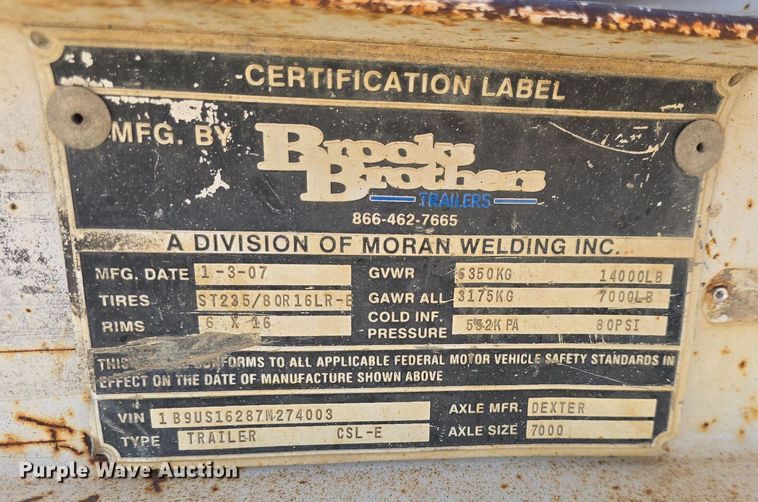 CERTIFICATION LABEL
MFG. BY Brooks Brothers
TRAILERS
866-462-7665
A DIVISION OF MORAN WELDING INC.
MFG. DATE 1-3-07 GVWR 6350KG 14000LB
TIRES ST235/80R16LR-E GAWR ALL 3175KG 7000LB
RIMS 6 X 16 COLD INF. PRESSURE 552KPA 80PSI
THIS CONFORMS TO ALL APPLICABLE FEDERAL MOTOR VEHICLE SAFETY STANDARDS IN
EFFECT ON THE DATE OF MANUFACTURE SHOWN ABOVE
VIN 1B9US16287M274003 AXLE MFR. DEXTER
TYPE TRAILER CSL-E AXLE SIZE 7000
Purple Wave Auction